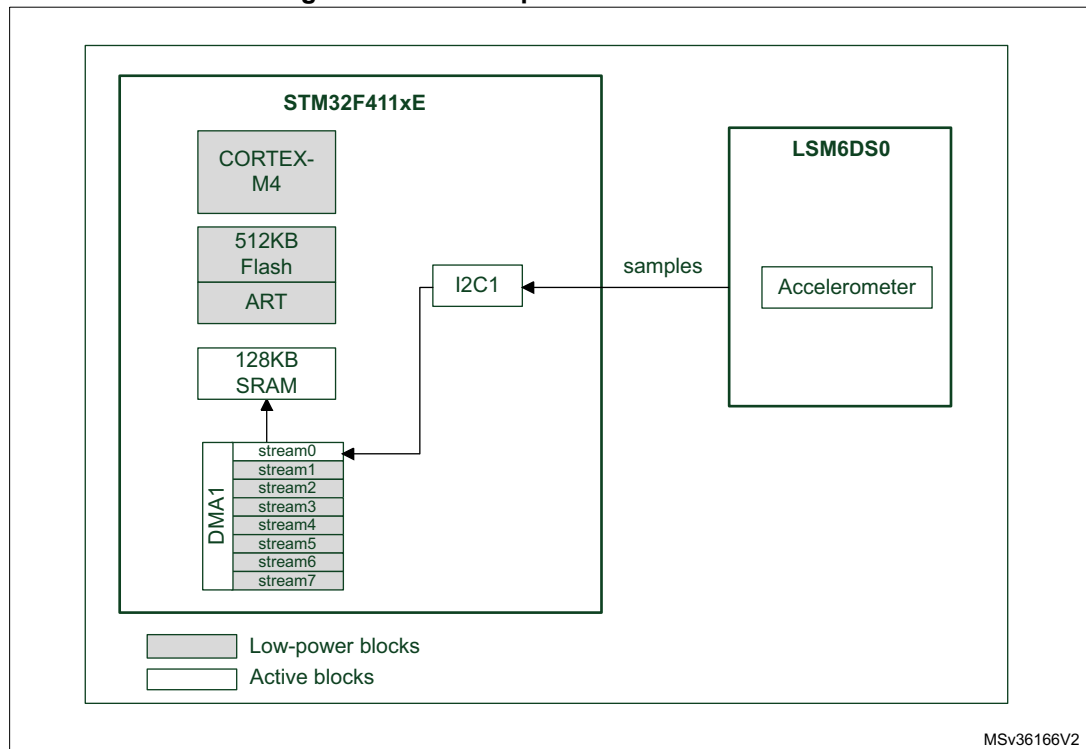 STM32F411xE
CORTEX-
M4
512KB
Flash
ART
128KB
SRAM
DMA1
stream0
stream1
stream2
stream3
stream4
stream5
stream6
stream7
I2C1
samples
LSM6DS0
Accelerometer
Low-power blocks
Active blocks
MSv36166V2